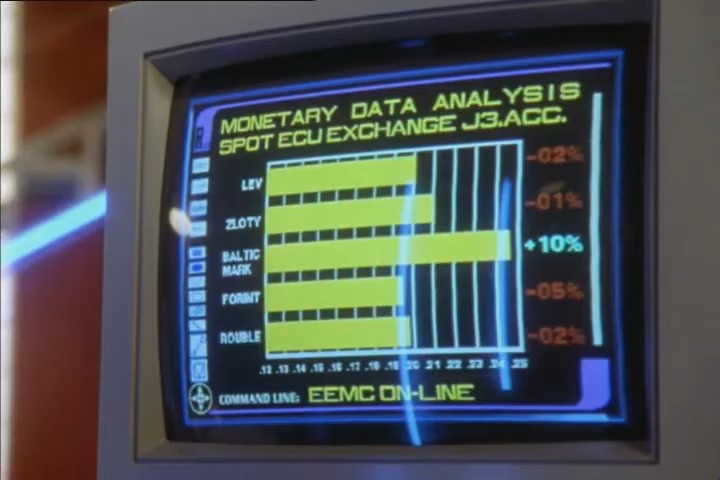 R
MONETARY DATA ANALYSIS
SPOT ECU EXCHANGE J3.ACC.
LEV -02%
ZLOTY -01%
BALTIC MARK +10%
FORINT -05%
ROUBLE -02%
.12 .13 .14 .15 .16 .17 .18 .19 .20 .21 .22 .23 .24 .25
COMMAND LINE: EEMC ON-LINE